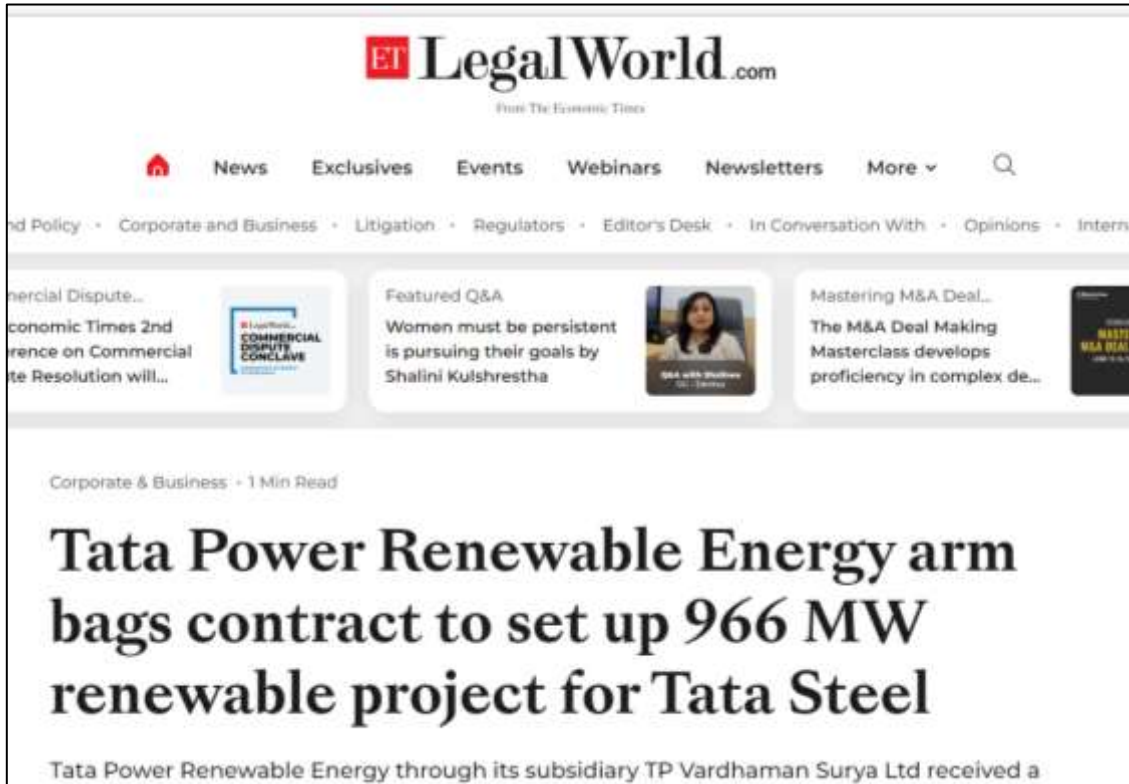 ET LegalWorld.com
From The Economic Times
News Exclusives Events Webinars Newsletters More
nd Policy • Corporate and Business • Litigation • Regulators • Editor's Desk • In Conversation With • Opinions • Intern
nercial Dispute...
conomic Times 2nd
rence on Commercial
te Resolution will...
LegalWorld
COMMERCIAL
DISPUTE
CONCLAVE
Featured Q&A
Women must be persistent
is pursuing their goals by
Shalini Kulshrestha
Q&A with
Mastering M&A Deal...
The M&A Deal Making
Masterclass develops
proficiency in complex de...
Corporate & Business • 1 Min Read
Tata Power Renewable Energy arm
bags contract to set up 966 MW
renewable project for Tata Steel
Tata Power Renewable Energy through its subsidiary TP Vardhaman Surya Ltd received a